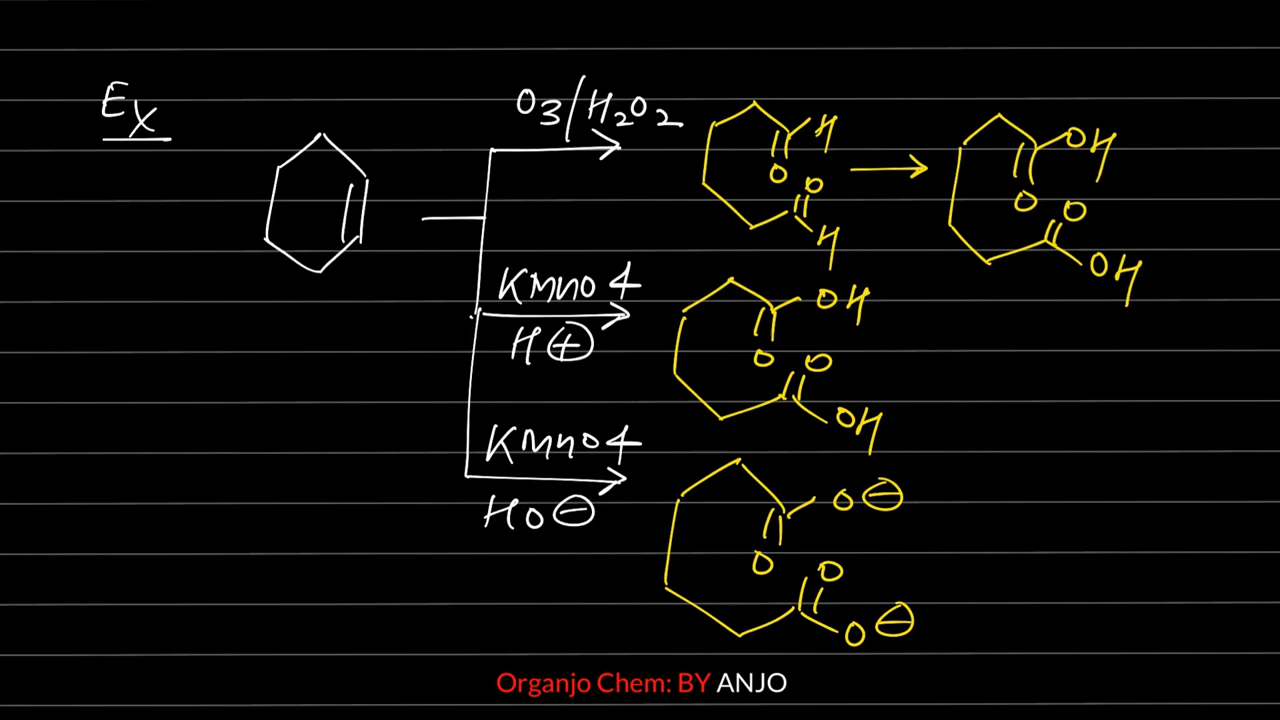 Ex
O3/H2O2
H
O
O
H
OH
O
O
OH
KMnO4
H⊕
OH
O
O
OH
KMnO4
HO⊖
O⊖
O
O
O⊖
Organjo Chem: BY ANJO